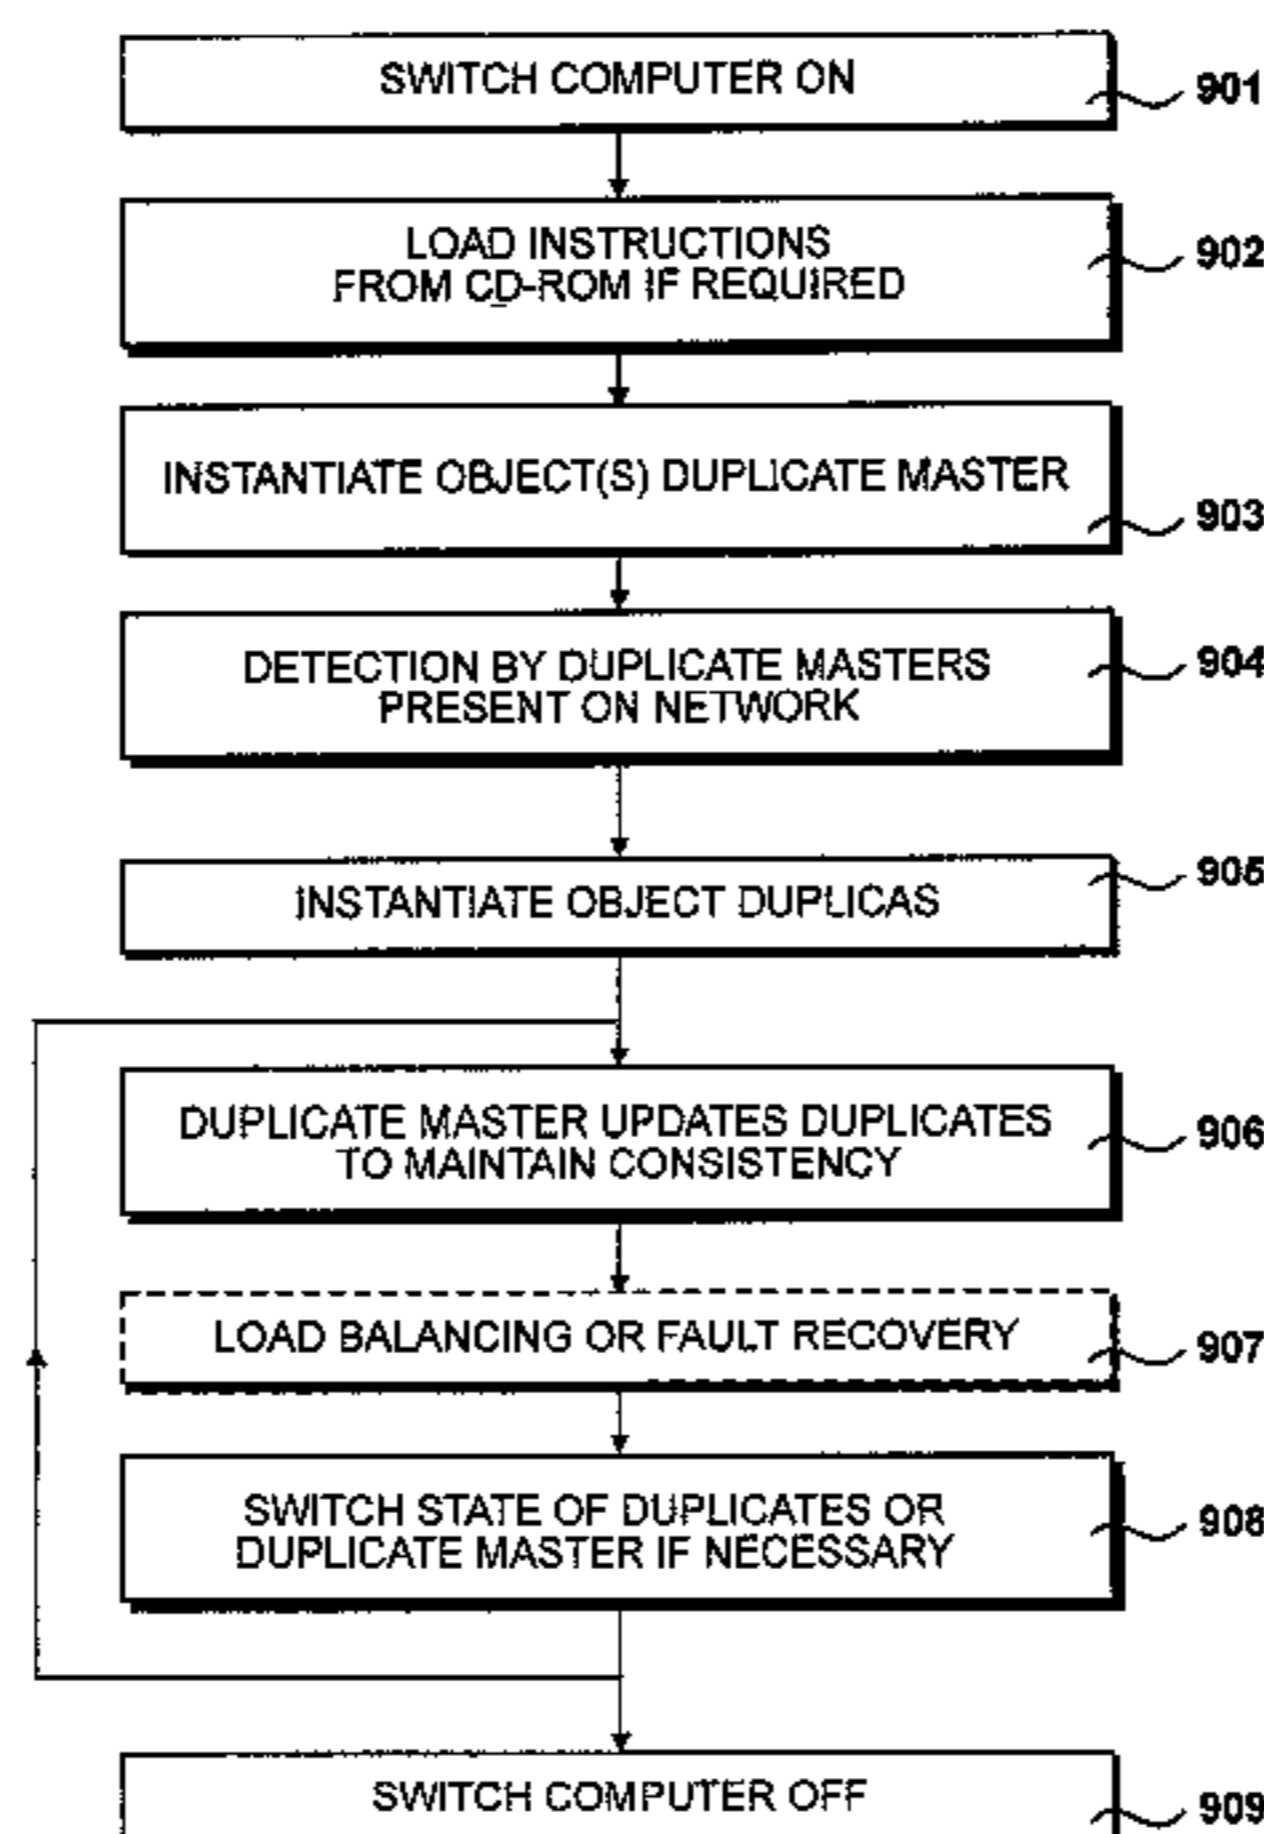 SWITCH COMPUTER ON
901
LOAD INSTRUCTIONS
FROM CD-ROM IF REQUIRED
902
INSTANTIATE OBJECT(S) DUPLICATE MASTER
903
DETECTION BY DUPLICATE MASTERS
PRESENT ON NETWORK
904
INSTANTIATE OBJECT DUPLICAS
905
DUPLICATE MASTER UPDATES DUPLICATES
TO MAINTAIN CONSISTENCY
906
LOAD BALANCING OR FAULT RECOVERY
907
SWITCH STATE OF DUPLICATES OR
DUPLICATE MASTER IF NECESSARY
908
SWITCH COMPUTER OFF
909